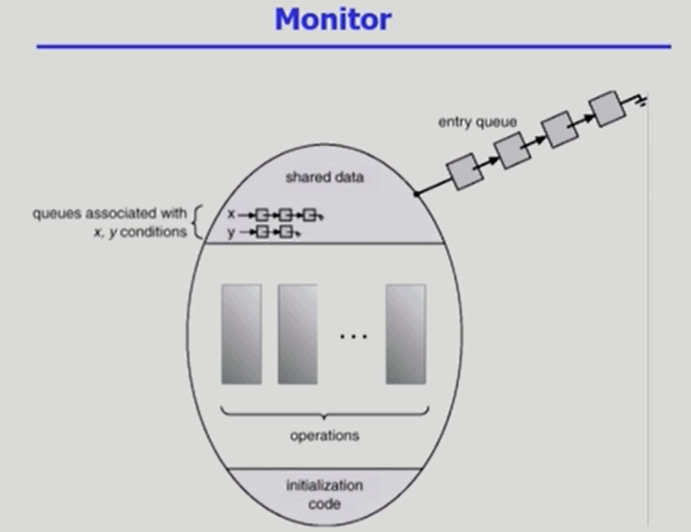 Monitor
entry queue
shared data
queues associated with
x, y conditions
x
y
...
operations
initialization
code